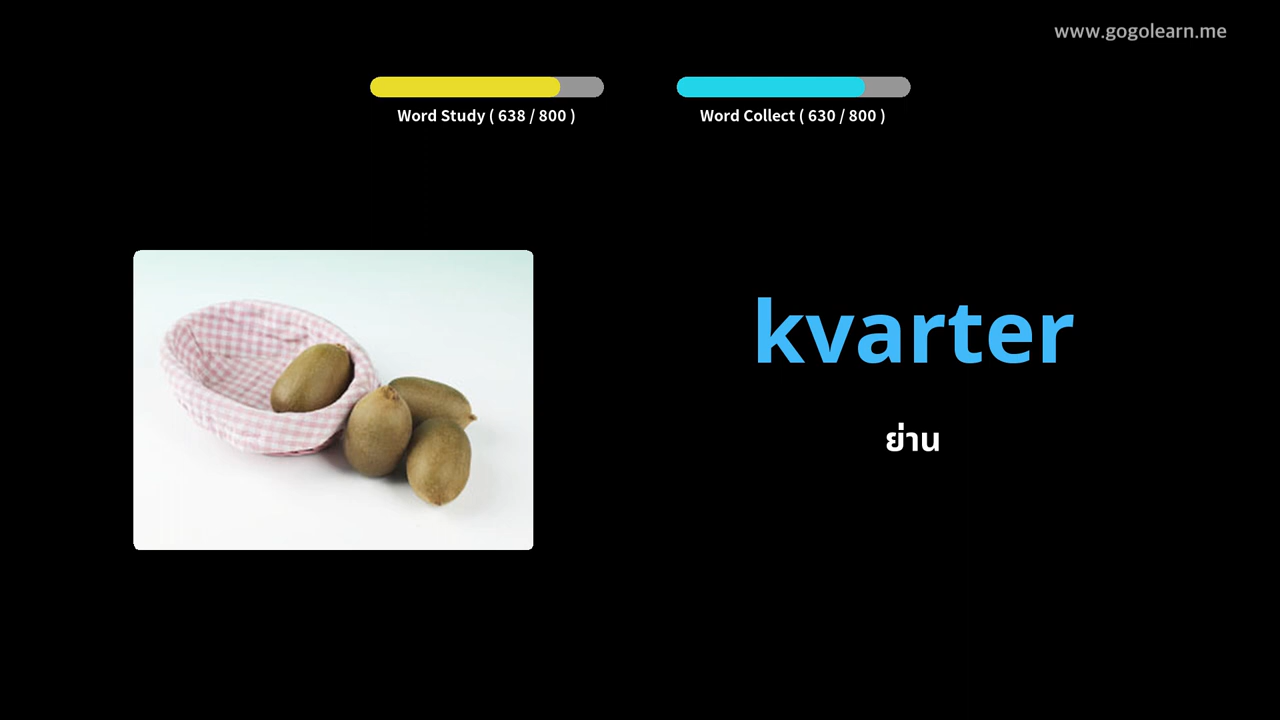 www.gogolearn.me
Word Study ( 638 / 800 )
Word Collect ( 630 / 800 )
kvarter
ย่าน